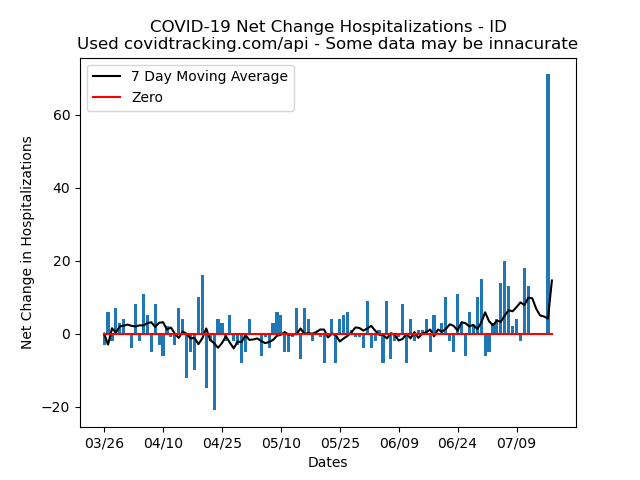 COVID-19 Net Change Hospitalizations - ID
Used covidtracking.com/api - Some data may be innacurate
7 Day Moving Average
Zero
Net Change in Hospitalizations
60
40
20
0
−20
03/26 04/10 04/25 05/10 05/25 06/09 06/24 07/09
Dates